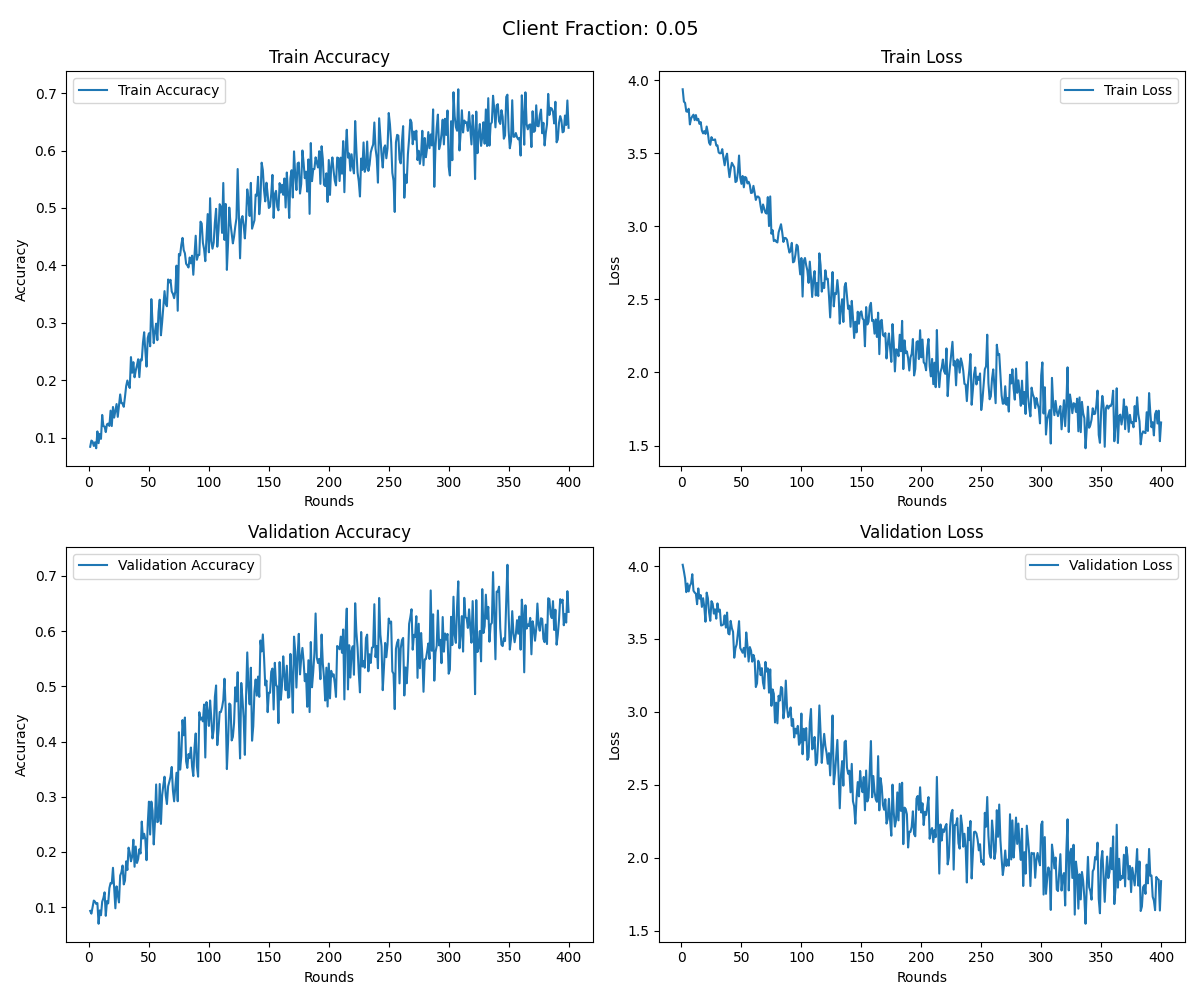 Client Fraction: 0.05
Train Accuracy
Train Accuracy
0.7
0.6
0.5
0.4
0.3
0.2
0.1
Accuracy
0 50 100 150 200 250 300 350 400
Rounds
Train Loss
Train Loss
4.0
3.5
3.0
2.5
2.0
1.5
Loss
0 50 100 150 200 250 300 350 400
Rounds
Validation Accuracy
Validation Accuracy
0.7
0.6
0.5
0.4
0.3
0.2
0.1
Accuracy
0 50 100 150 200 250 300 350 400
Rounds
Validation Loss
Validation Loss
4.0
3.5
3.0
2.5
2.0
1.5
Loss
0 50 100 150 200 250 300 350 400
Rounds